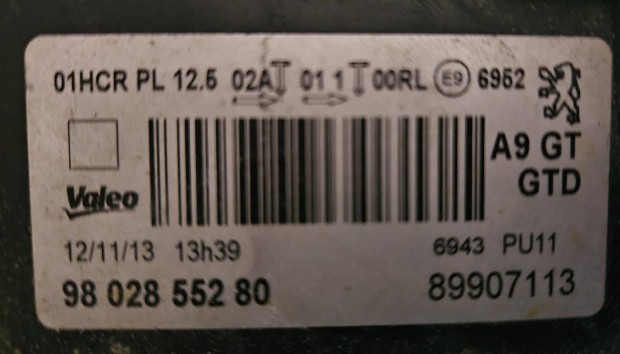 01HCR PL 12.5 02A 01 1 00RL E9 6952
A9 GT
GTD
Valeo
12/11/13 13h39 6943 PU11
98 028 552 80 89907113